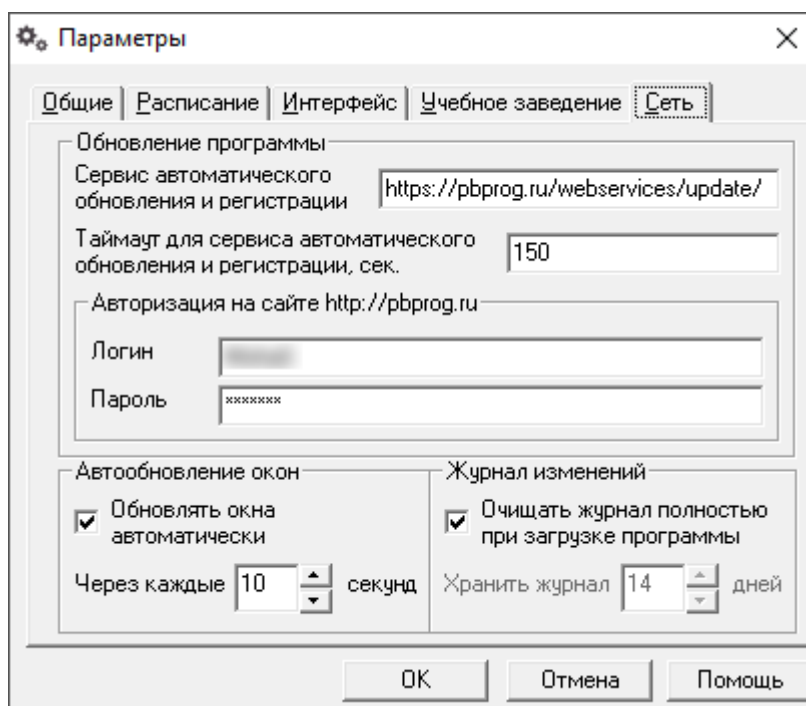 Параметры
Общие Расписание Интерфейс Учебное заведение Сеть
Обновление программы
Сервис автоматического
обновления и регистрации
https://pbprog.ru/webservices/update/
Таймаут для сервиса автоматического
обновления и регистрации, сек.
150
Авторизация на сайте http://pbprog.ru
Логин
Пароль
×××××××
Автообновление окон
Обновлять окна
автоматически
Через каждые 10 секунд
Журнал изменений
Очищать журнал полностью
при загрузке программы
Хранить журнал 14 дней
OK Отмена Помощь